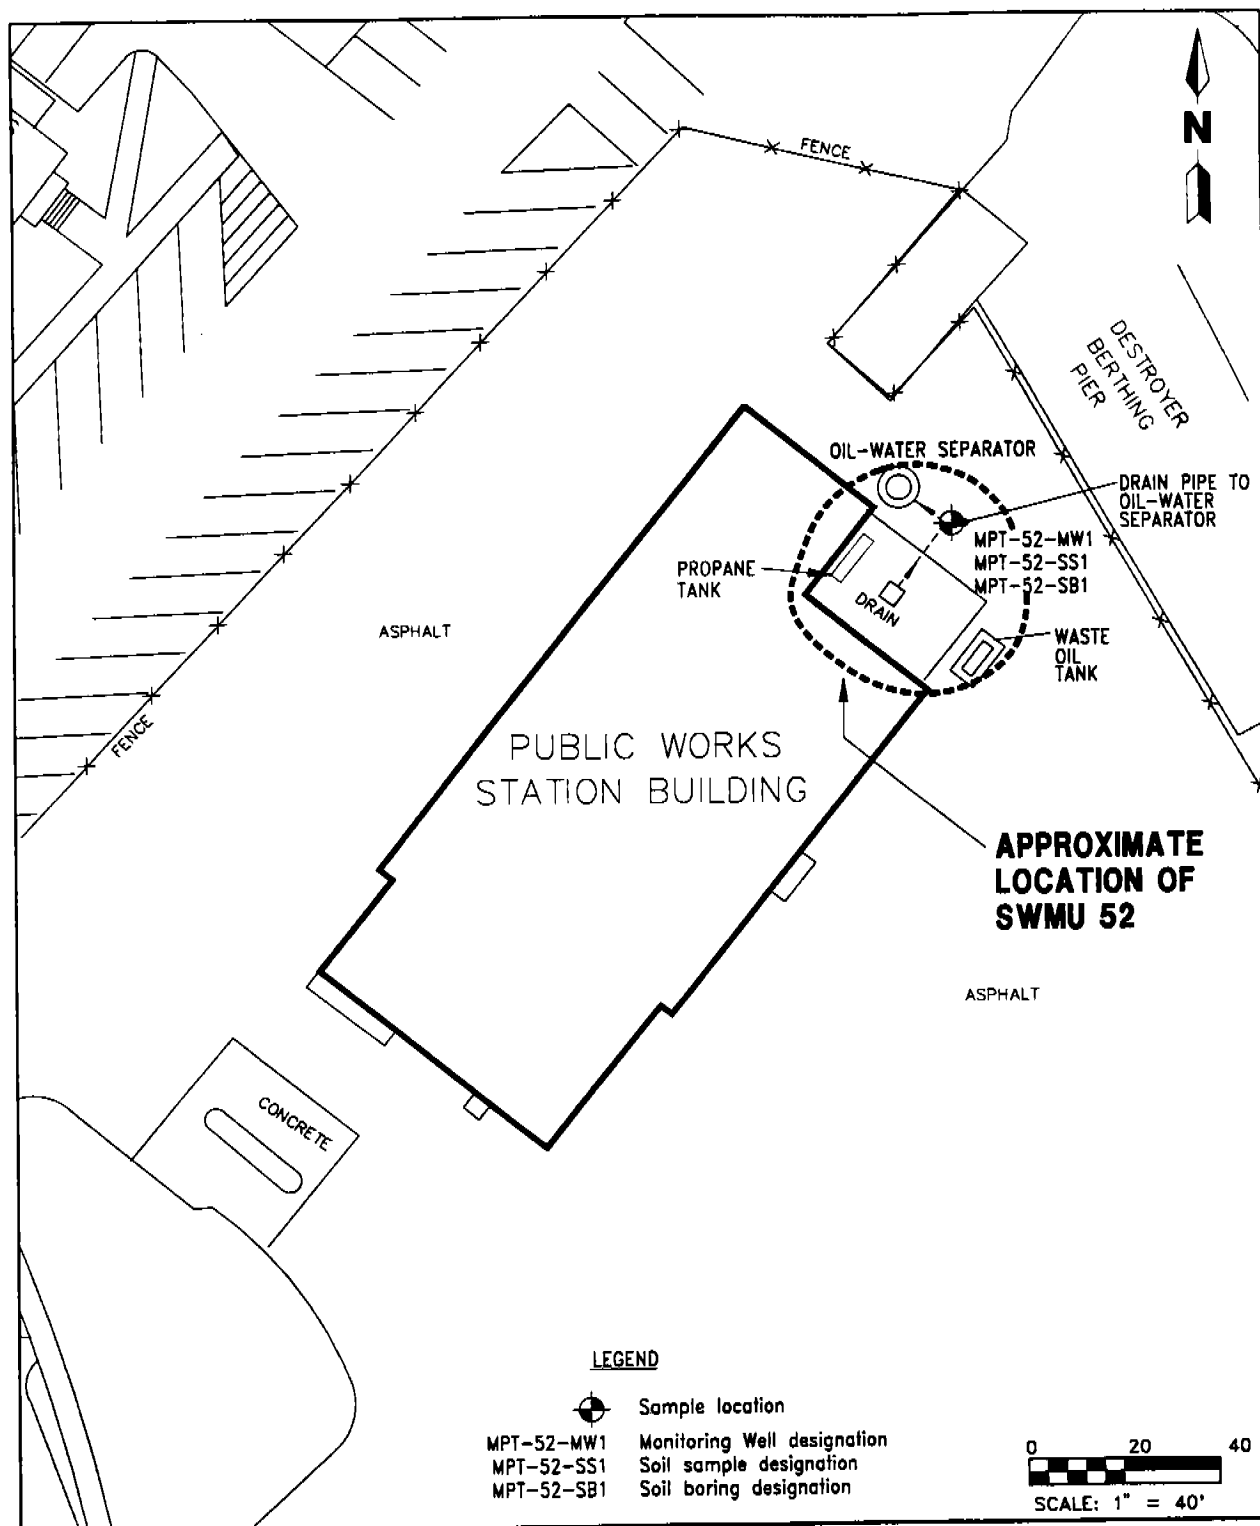 N
FENCE
DESTROYER
BERTHING
PIER
OIL-WATER SEPARATOR
DRAIN PIPE TO
OIL-WATER
SEPARATOR
MPT-52-MW1
MPT-52-SS1
MPT-52-SB1
PROPANE
TANK
DRAIN
ASPHALT
WASTE
OIL
TANK
FENCE
PUBLIC WORKS
STATION BUILDING
APPROXIMATE
LOCATION OF
SWMU 52
ASPHALT
CONCRETE
LEGEND
Sample location
MPT-52-MW1 Monitoring Well designation
MPT-52-SS1 Soil sample designation
MPT-52-SB1 Soil boring designation
0 20 40
SCALE: 1" = 40'